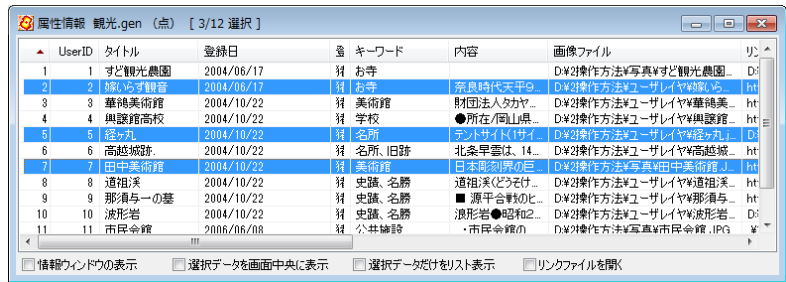 属性情報 観光.gen （点） [ 3/12 選択 ]
UserID タイトル 登録日 登 キーワード 内容 画像ファイル リン
1 1 すど観光農園 2004/06/17 お寺 D:¥2操作方法¥写真¥すど観光農園...
2 2 嫁いらず観音 2004/06/17 お寺 奈良時代天平9... D:¥2操作方法¥ユーザレイヤ¥嫁いら... ht
3 3 華鴒美術館 2004/10/22 美術館 財団法人タカヤ... D:¥2操作方法¥ユーザレイヤ¥華鴒美... ht
4 4 興譲館高校 2004/10/22 学校 ●所在/岡山県... D:¥2操作方法¥ユーザレイヤ¥興譲館... ht
5 5 経ヶ丸 2004/10/22 名所 テントサイト(1サイ... D:¥2操作方法¥ユーザレイヤ¥経ヶ丸.j...
6 6 高越城跡. 2004/10/22 名所、旧跡 北条早雲は、14... D:¥2操作方法¥ユーザレイヤ¥高越城... ht
7 7 田中美術館 2004/10/22 美術館 日本彫刻界の巨... D:¥2操作方法¥写真¥田中美術館.J... ht
8 8 道祖渓 2004/10/22 史蹟、名勝 道祖渓(どうそけ... D:¥2操作方法¥ユーザレイヤ¥道祖渓... ht
9 9 那須与一の墓 2004/10/22 史蹟、名勝 ■ 源平合戦のヒ... D:¥2操作方法¥ユーザレイヤ¥那須与... ht
10 10 浪形岩 2004/10/22 史蹟、名勝 浪形岩●昭和2... D:¥2操作方法¥ユーザレイヤ¥浪形岩...
11 11 市民会館 2006/06/08 公共施設 ・市民会館の D:¥2操作方法¥写真¥市民会館.JPG ¥
情報ウィンドウの表示 選択データを画面中央に表示 選択データだけをリスト表示 リンクファイルを開く